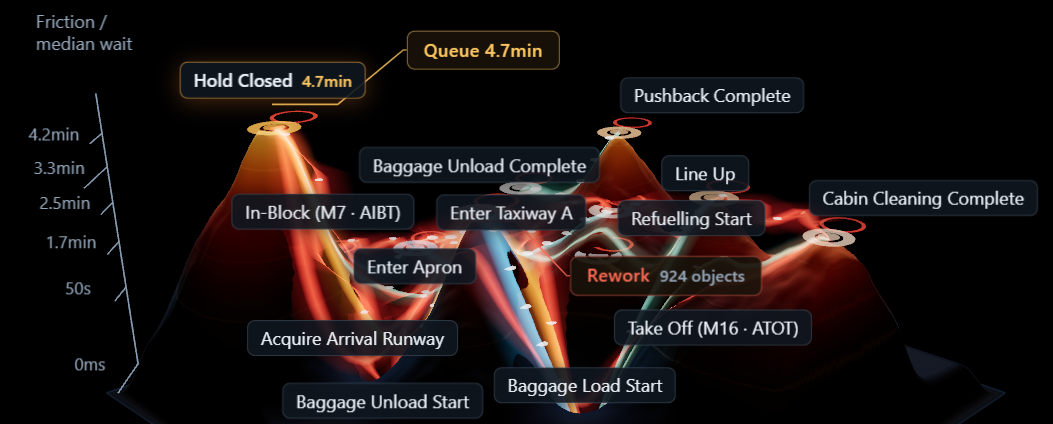 Friction /
median wait
Queue 4.7min
Hold Closed 4.7min
Pushback Complete
4.2min
Baggage Unload Complete
3.3min
Line Up
Cabin Cleaning Complete
2.5min
In-Block (M7 · AIBT)
Enter Taxiway A
Refuelling Start
1.7min
Enter Apron
Rework 924 objects
50s
Take Off (M16 · ATOT)
Acquire Arrival Runway
0ms
Baggage Load Start
Baggage Unload Start